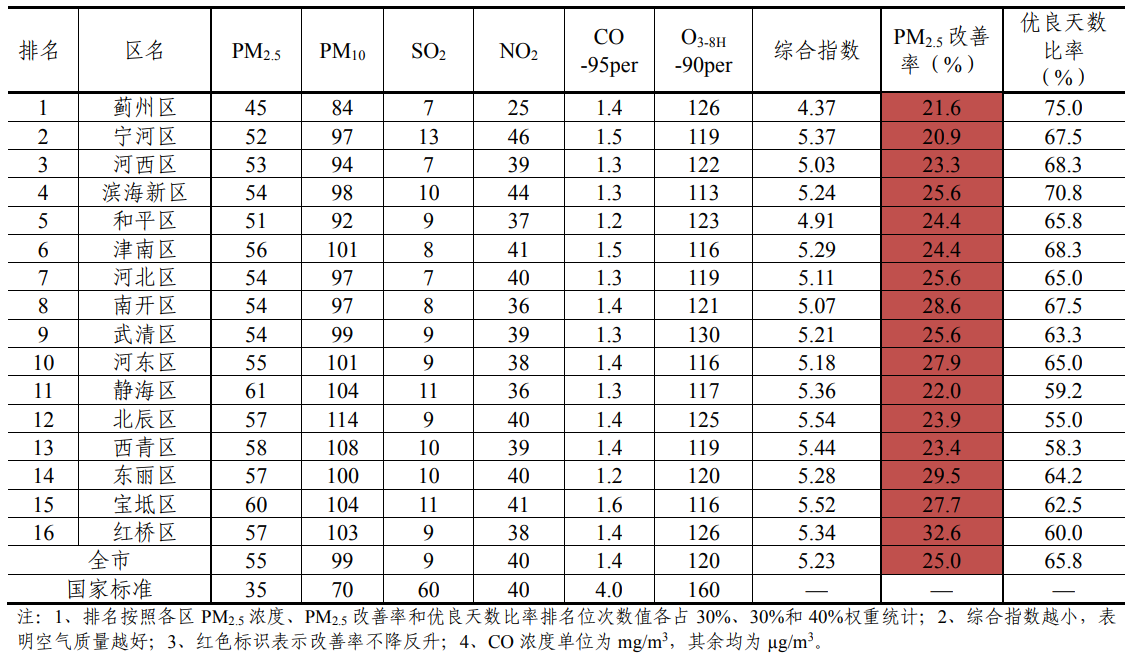 排名 区名 PM2.5 PM10 SO2 NO2 CO-95per O3-8H-90per 综合指数 PM2.5改善率（%） 优良天数比率（%）
1 蓟州区 45 84 7 25 1.4 126 4.37 21.6 75.0
2 宁河区 52 97 13 46 1.5 119 5.37 20.9 67.5
3 河西区 53 94 7 39 1.3 122 5.03 23.3 68.3
4 滨海新区 54 98 10 44 1.3 113 5.24 25.6 70.8
5 和平区 51 92 9 37 1.2 123 4.91 24.4 65.8
6 津南区 56 101 8 41 1.5 116 5.29 24.4 68.3
7 河北区 54 97 7 40 1.3 119 5.11 25.6 65.0
8 南开区 54 97 8 36 1.4 121 5.07 28.6 67.5
9 武清区 54 99 9 39 1.3 130 5.21 25.6 63.3
10 河东区 55 101 9 38 1.4 116 5.18 27.9 65.0
11 静海区 61 104 11 36 1.3 117 5.36 22.0 59.2
12 北辰区 57 114 9 40 1.4 125 5.54 23.9 55.0
13 西青区 58 108 10 39 1.4 119 5.44 23.4 58.3
14 东丽区 57 100 10 40 1.2 120 5.28 29.5 64.2
15 宝坻区 60 104 11 41 1.6 116 5.52 27.7 62.5
16 红桥区 57 103 9 38 1.4 126 5.34 32.6 60.0
全市 55 99 9 40 1.4 120 5.23 25.0 65.8
国家标准 35 70 60 40 4.0 160 — — —
注：1、排名按照各区 PM2.5 浓度、PM2.5 改善率和优良天数比率排名位次数值各占 30%、30%和 40%权重统计；2、综合指数越小，表
明空气质量越好；3、红色标识表示改善率不降反升；4、CO 浓度单位为 mg/m³，其余均为 μg/m³。